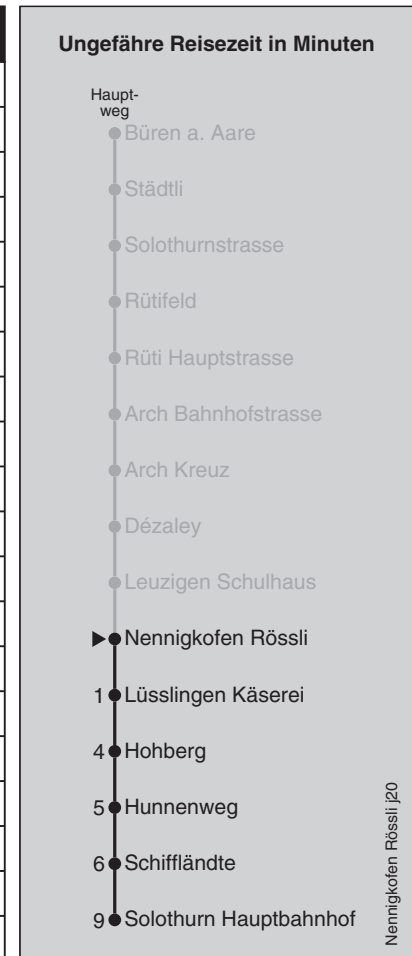 Ungefähre Reisezeit in Minuten
Haupt-
weg
Büren a. Aare
Städtli
Solothurnstrasse
Rütifeld
Rüti Hauptstrasse
Arch Bahnhofstrasse
Arch Kreuz
Dézaley
Leuzigen Schulhaus
Nennigkofen Rössli
1 Lüsslingen Käserei
4 Hohberg
5 Hunnenweg
6 Schiffländte
9 Solothurn Hauptbahnhof
Nennigkofen Rössli j20